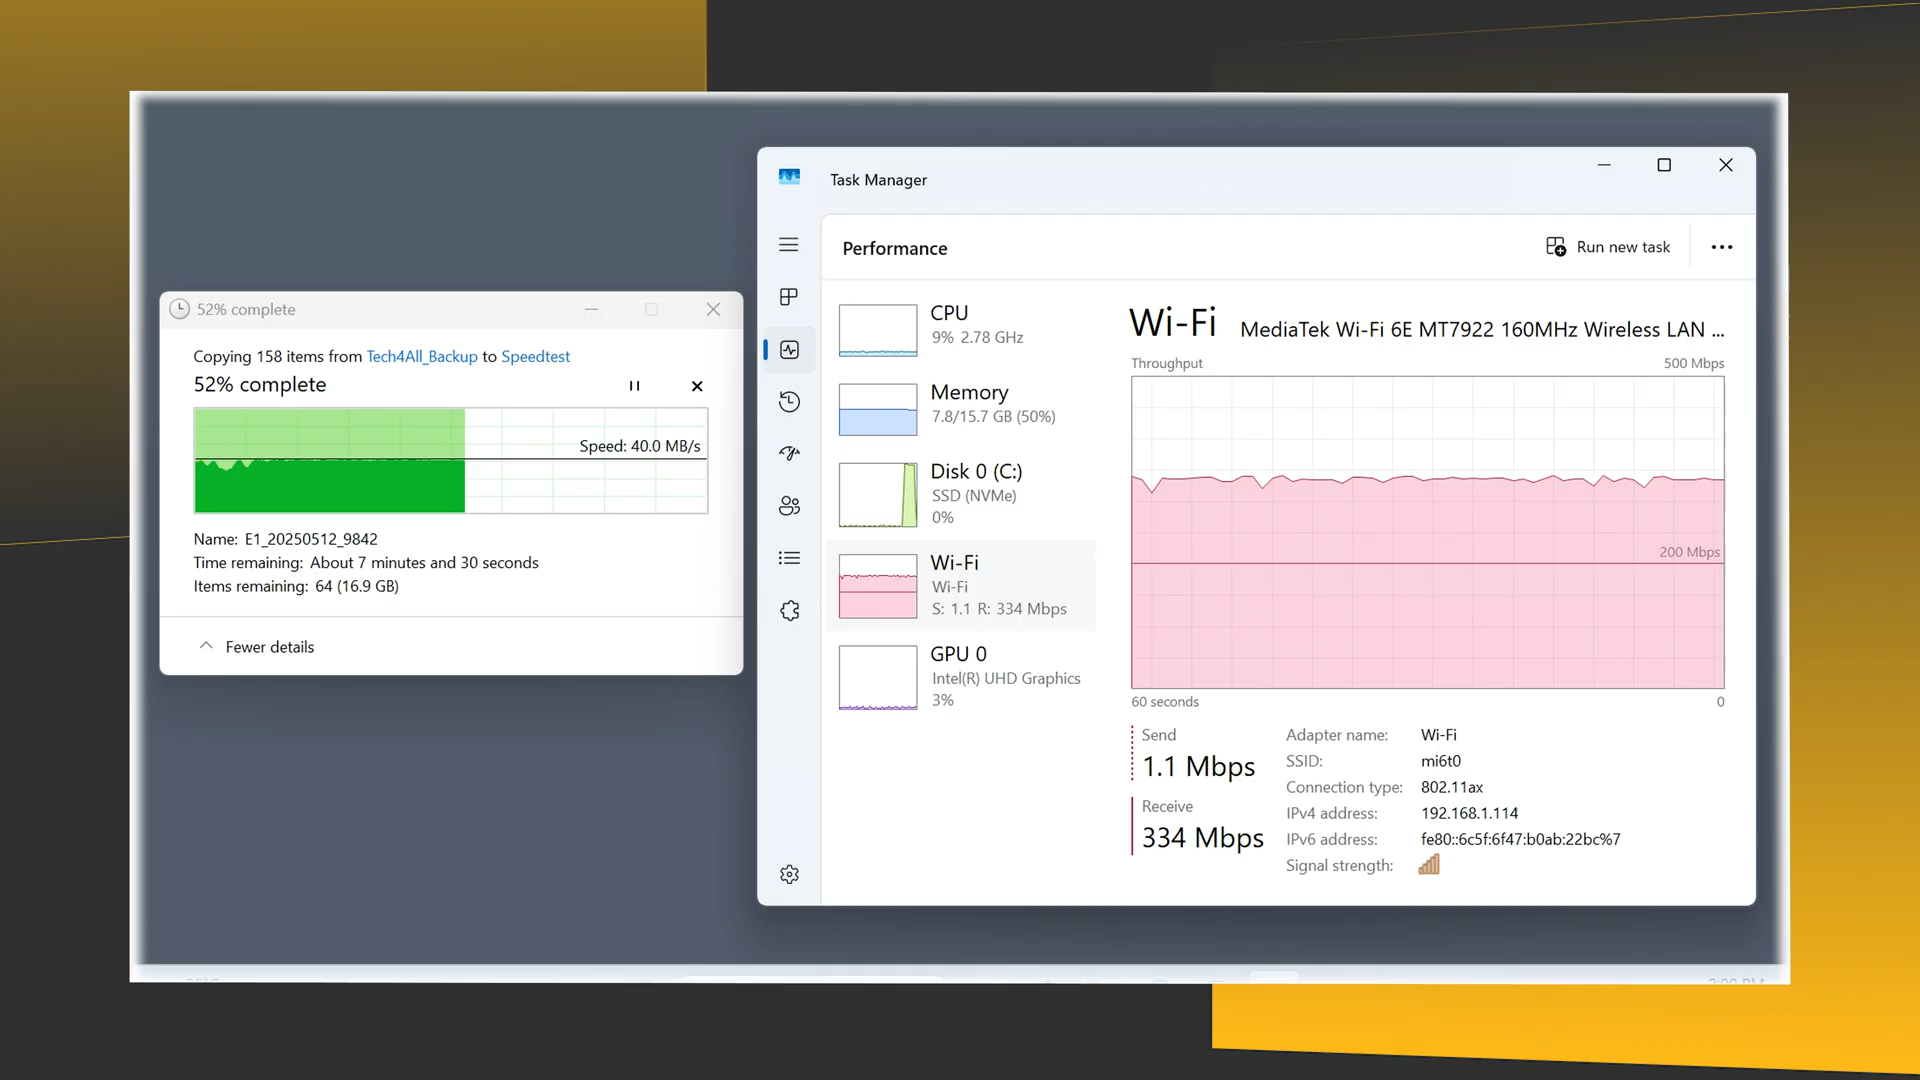 52% complete
Copying 158 items from Tech4All_Backup to Speedtest
52% complete
Speed: 40.0 MB/s
Name: E1_20250512_9842
Time remaining: About 7 minutes and 30 seconds
Items remaining: 64 (16.9 GB)
Fewer details
Task Manager
Performance
Run new task
CPU
9% 2.78 GHz
Memory
7.8/15.7 GB (50%)
Disk 0 (C:)
SSD (NVMe)
0%
Wi-Fi
Wi-Fi
S: 1.1 R: 334 Mbps
GPU 0
Intel(R) UHD Graphics
3%
Wi-Fi MediaTek Wi-Fi 6E MT7922 160MHz Wireless LAN ...
Throughput 500 Mbps
200 Mbps
60 seconds 0
Send
1.1 Mbps
Receive
334 Mbps
Adapter name: Wi-Fi
SSID: mi6t0
Connection type: 802.11ax
IPv4 address: 192.168.1.114
IPv6 address: fe80::6c5f:6f47:b0ab:22bc%7
Signal strength: